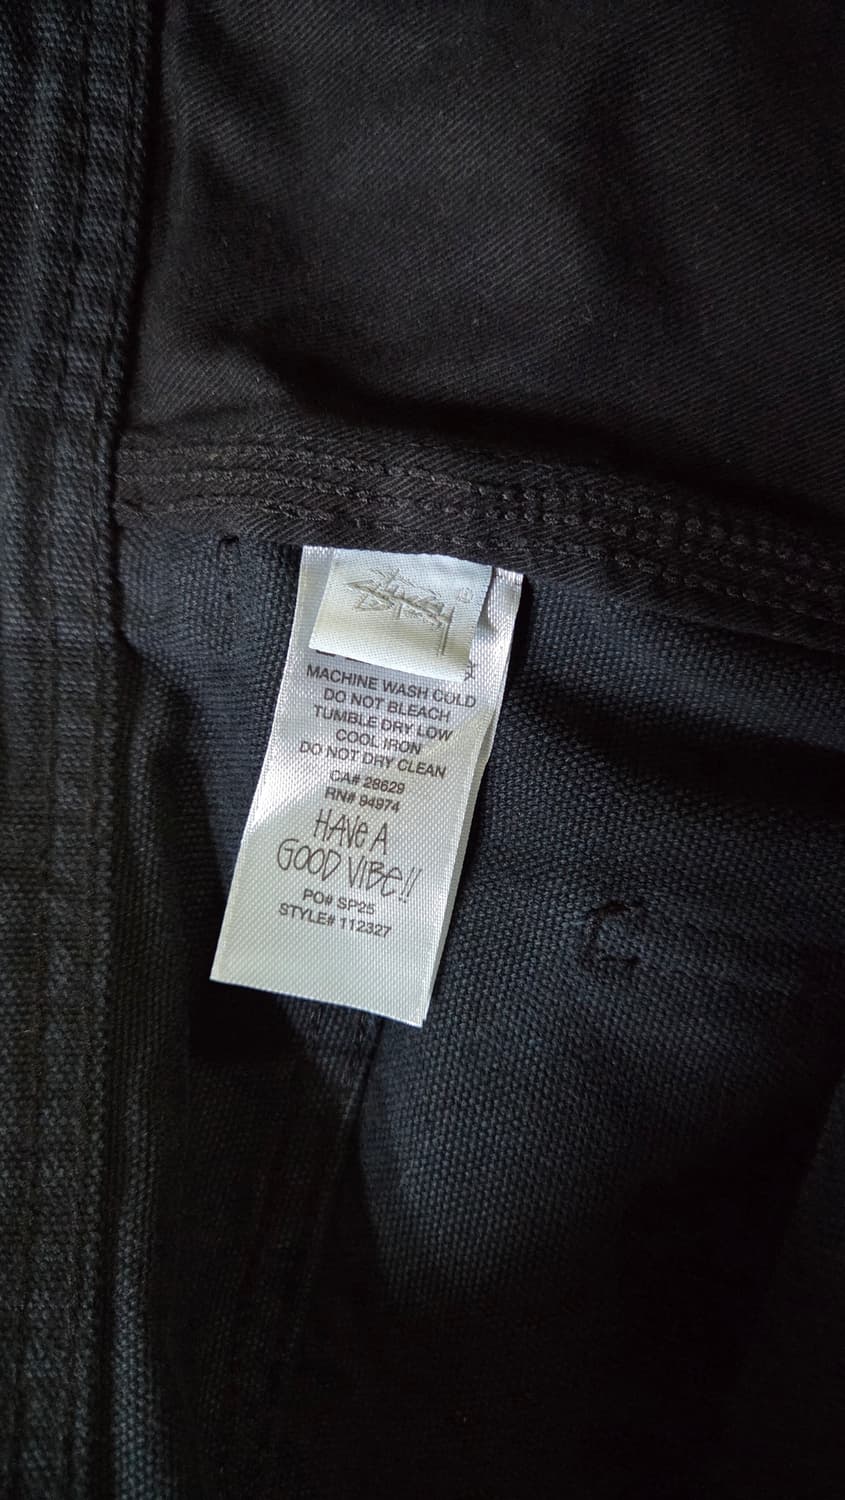 Stüssy ®
MACHINE WASH COLD
DO NOT BLEACH
TUMBLE DRY LOW
COOL IRON
DO NOT DRY CLEAN
CA# 28629
RN# 94974
HAVE A
GOOD VIBE!!
PO# SP25
STYLE# 112327